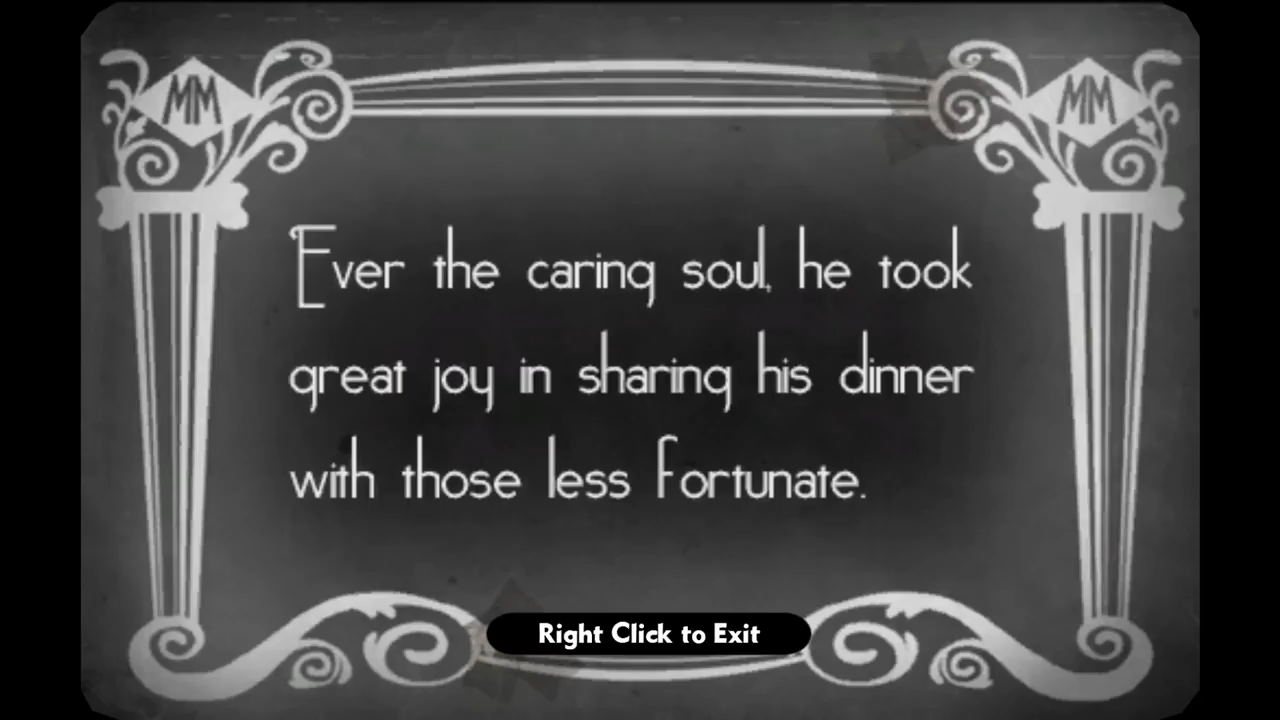 MM MM
Ever the caring soul, he took
great joy in sharing his dinner
with those less fortunate.
Right Click to Exit